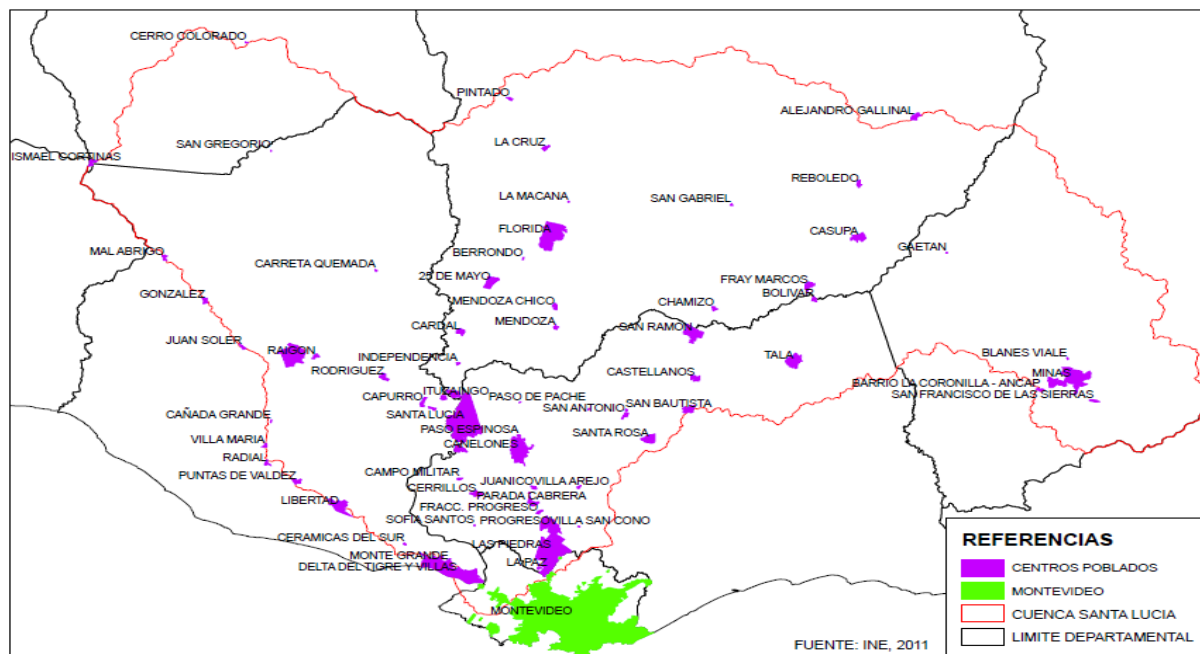 CERRO COLORADO
PINTADO
ALEJANDRO GALLINAL
SAN GREGORIO
LA CRUZ
ISMAEL CORTINAS
REBOLEDO
LA MACANA
SAN GABRIEL
FLORIDA
CASUPA
GAETAN
MAL ABRIGO
BERRONDO
CARRETA QUEMADA
25 DE MAYO
FRAY MARCOS
GONZALEZ
MENDOZA CHICO
CHAMIZO
BOLIVAR
CARDAL
MENDOZA
SAN RAMON
JUAN SOLER
RAIGON
INDEPENDENCIA
TALA
BLANES VIALE
RODRIGUEZ
CASTELLANOS
MINAS
BARRIO LA CORONILLA - ANCAP
CAPURRO
ITUZAINGO
PASO DE PACHE
SAN FRANCISCO DE LAS SIERRAS
CAÑADA GRANDE
SANTA LUCIA
SAN ANTONIO
SAN BAUTISTA
PASO ESPINOSA
SANTA ROSA
VILLA MARIA
CANELONES
RADIAL
PUNTAS DE VALDEZ
CAMPO MILITAR
JUANICO
VILLA AREJO
CERRILLOS
PARADA CABRERA
LIBERTAD
FRACC. PROGRESO
SOFIA SANTOS
PROGRESO
VILLA SAN CONO
CERAMICAS DEL SUR
LAS PIEDRAS
MONTE GRANDE
LA PAZ
DELTA DEL TIGRE Y VILLAS
MONTEVIDEO
REFERENCIAS
CENTROS POBLADOS
MONTEVIDEO
CUENCA SANTA LUCIA
LIMITE DEPARTAMENTAL
FUENTE: INE, 2011